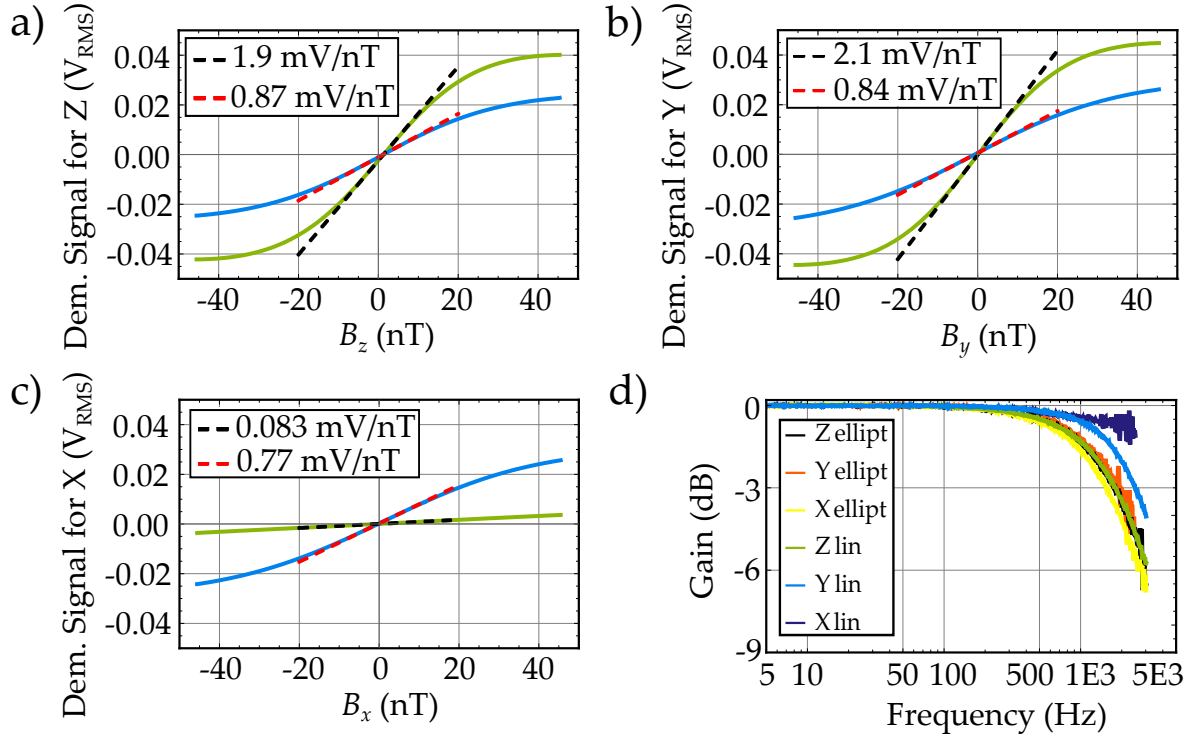 a)
Dem. Signal for Z (V_RMS)
0.04
0.02
0.00
-0.02
-0.04
1.9 mV/nT
0.87 mV/nT
-40 -20 0 20 40
B_z (nT)
b)
Dem. Signal for Y (V_RMS)
0.04
0.02
0.00
-0.02
-0.04
2.1 mV/nT
0.84 mV/nT
-40 -20 0 20 40
B_y (nT)
c)
Dem. Signal for X (V_RMS)
0.04
0.02
0.00
-0.02
-0.04
0.083 mV/nT
0.77 mV/nT
-40 -20 0 20 40
B_x (nT)
d)
Gain (dB)
0
-3
-6
-9
Z ellipt
Y ellipt
X ellipt
Z lin
Y lin
X lin
5 10 50 100 500 1E3 5E3
Frequency (Hz)